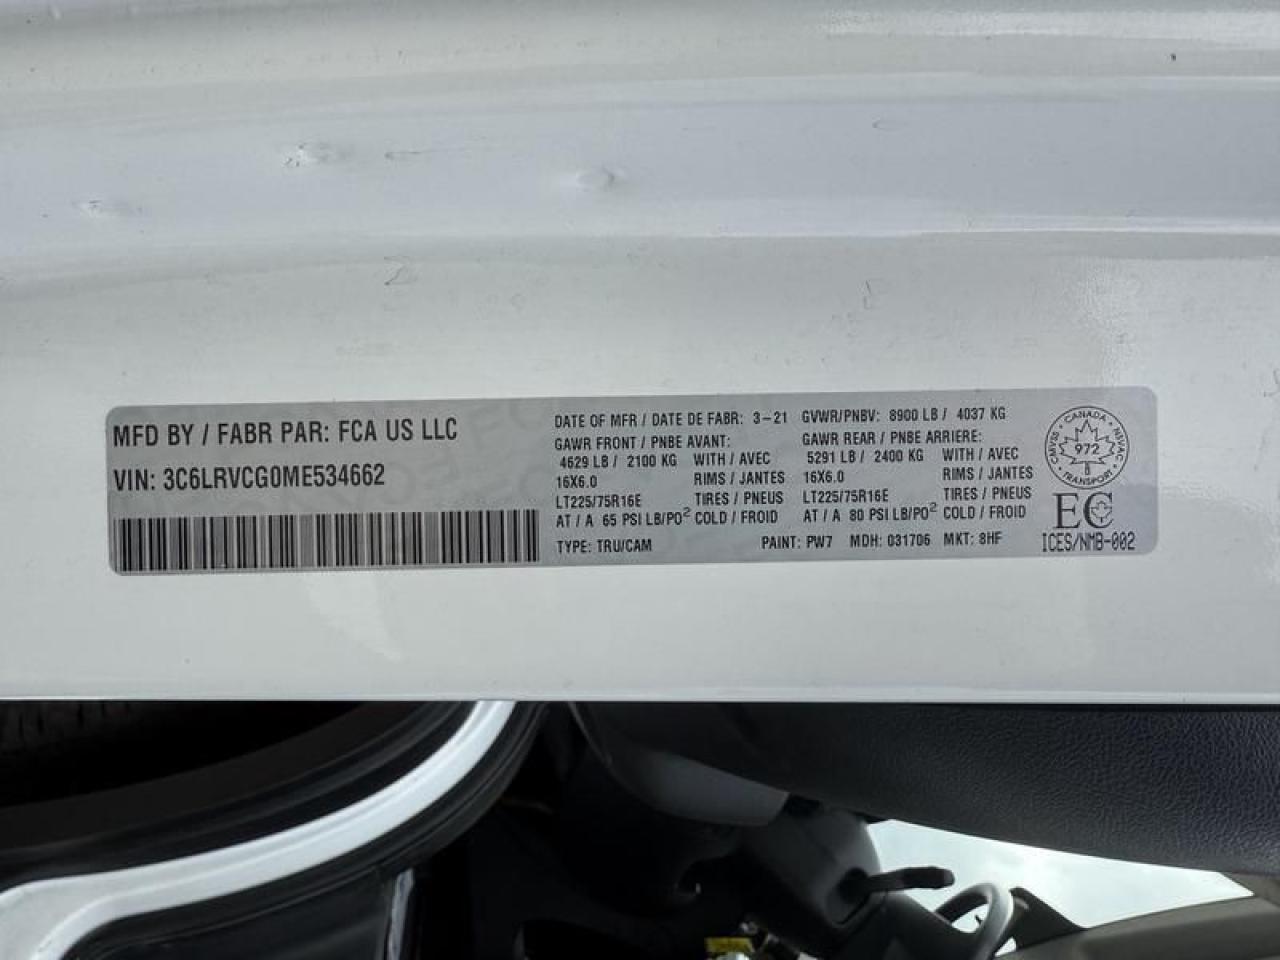 MFD BY / FABR PAR: FCA US LLC
VIN: 3C6LRVCG0ME534662
DATE OF MFR / DATE DE FABR: 3-21 GVWR/PNBV: 8900 LB / 4037 KG
GAWR FRONT / PNBE AVANT: GAWR REAR / PNBE ARRIERE:
4629 LB / 2100 KG WITH / AVEC 5291 LB / 2400 KG WITH / AVEC
16X6.0 RIMS / JANTES 16X6.0 RIMS / JANTES
LT225/75R16E TIRES / PNEUS LT225/75R16E TIRES / PNEUS
AT / A 65 PSI LB/PO² COLD / FROID AT / A 80 PSI LB/PO² COLD / FROID
TYPE: TRU/CAM PAINT: PW7 MDH: 031706 MKT: 8HF
CANADA
CMVSS NSVAC
972
TRANSPORT
EC
ICES/NMB-002